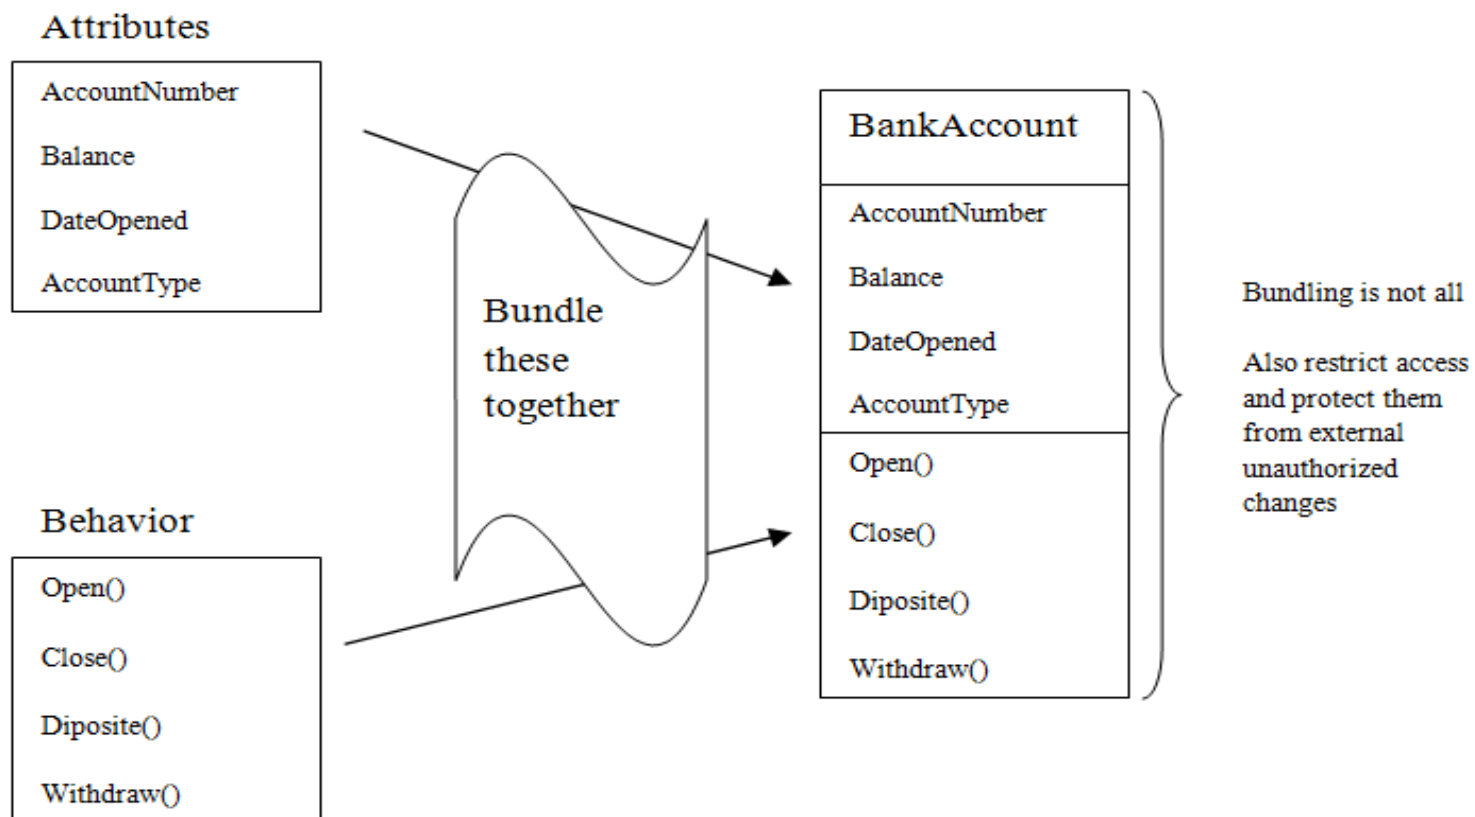 Attributes
AccountNumber
Balance
DateOpened
AccountType
Behavior
Open()
Close()
Diposite()
Withdraw()
Bundle
these
together
BankAccount
AccountNumber
Balance
DateOpened
AccountType
Open()
Close()
Diposite()
Withdraw()
Bundling is not all
Also restrict access
and protect them
from external
unauthorized
changes